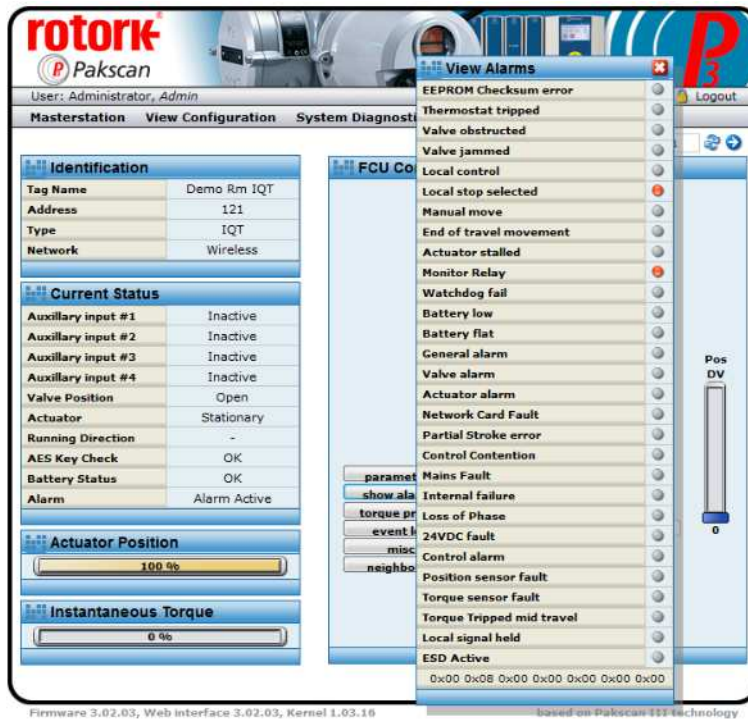 rotork
P Pakscan
P3
User: Administrator, Admin
Logout
Masterstation View Configuration System Diagnosti
Identification
Tag Name Demo Rm IQT
Address 121
Type IQT
Network Wireless
Current Status
Auxillary input #1 Inactive
Auxillary input #2 Inactive
Auxillary input #3 Inactive
Auxillary input #4 Inactive
Valve Position Open
Actuator Stationary
Running Direction -
AES Key Check OK
Battery Status OK
Alarm Alarm Active
Actuator Position
100 %
Instantaneous Torque
0 %
FCU Co
paramet
show ala
torque pr
event l
misc
neighbo
View Alarms
EEPROM Checksum error
Thermostat tripped
Valve obstructed
Valve jammed
Local control
Local stop selected
Manual move
End of travel movement
Actuator stalled
Monitor Relay
Watchdog fail
Battery low
Battery flat
General alarm
Valve alarm
Actuator alarm
Network Card Fault
Partial Stroke error
Control Contention
Mains Fault
Internal failure
Loss of Phase
24VDC fault
Control alarm
Position sensor fault
Torque sensor fault
Torque Tripped mid travel
Local signal held
ESD Active
0x00 0x08 0x00 0x00 0x00 0x00 0x00
Pos
DV
0
Firmware 3.02.03, Web interface 3.02.03, Kernel 1.03.16
based on Pakscan III technology